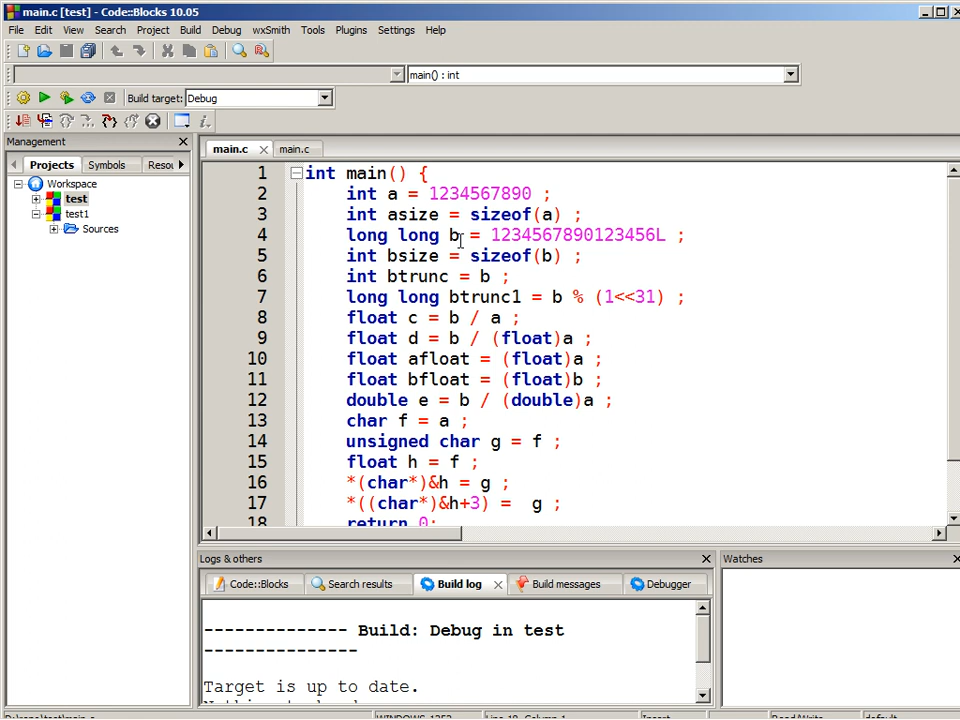 main.c [test] - Code::Blocks 10.05
File Edit View Search Project Build Debug wxSmith Tools Plugins Settings Help
main() : int
Build target: Debug
Management
Projects Symbols Resou
Workspace
test
test1
Sources
main.c main.c
1 int main() {
2 int a = 1234567890 ;
3 int asize = sizeof(a) ;
4 long long b = 1234567890123456L ;
5 int bsize = sizeof(b) ;
6 int btrunc = b ;
7 long long btrunc1 = b % (1<<31) ;
8 float c = b / a ;
9 float d = b / (float)a ;
10 float afloat = (float)a ;
11 float bfloat = (float)b ;
12 double e = b / (double)a ;
13 char f = a ;
14 unsigned char g = f ;
15 float h = f ;
16 *(char*)&h = g ;
17 *((char*)&h+3) = g ;
18 return 0;
Logs & others
Code::Blocks Search results Build log Build messages Debugger
-------------- Build: Debug in test
---------------
Target is up to date.
Watches
WINDOWS-1252 Line 18, Column 1 Insert Read/Write default